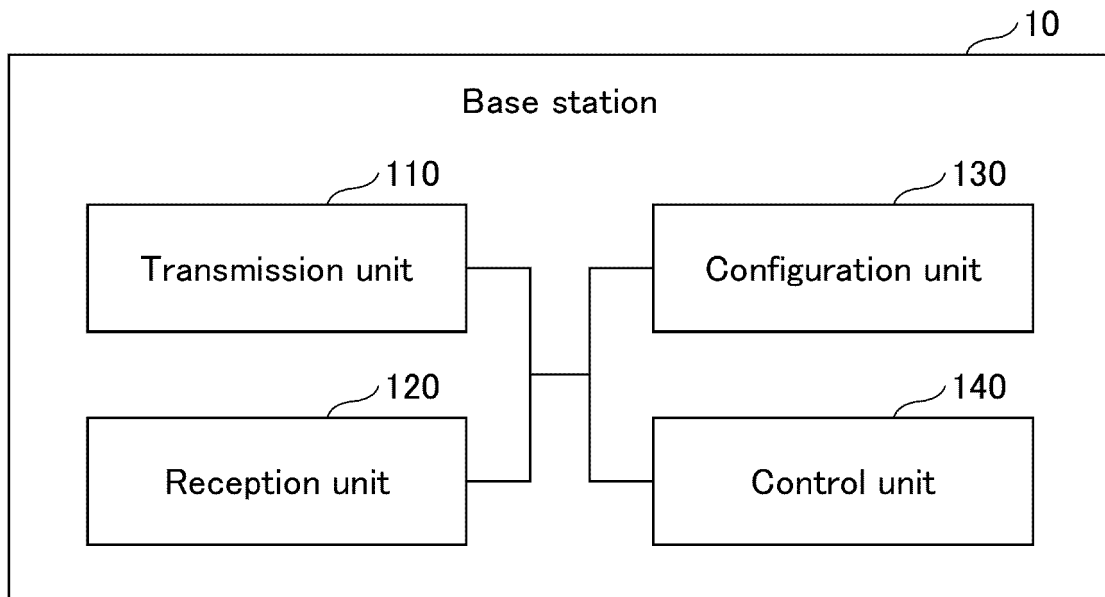 10
Base station
110
Transmission unit
130
Configuration unit
120
Reception unit
140
Control unit